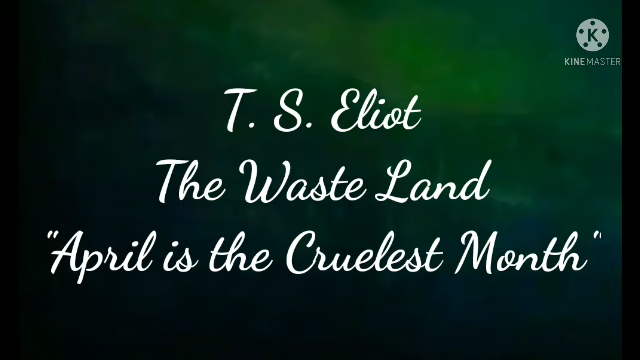 K
KINEMASTER
T. S. Eliot
The Waste Land
"April is the Cruelest Month"